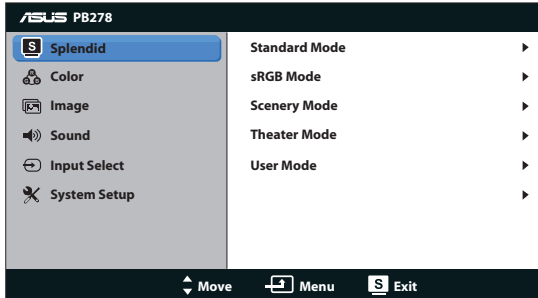 ASUS PB278
S Splendid
Color
Image
Sound
Input Select
System Setup
Standard Mode
sRGB Mode
Scenery Mode
Theater Mode
User Mode
Move Menu S Exit